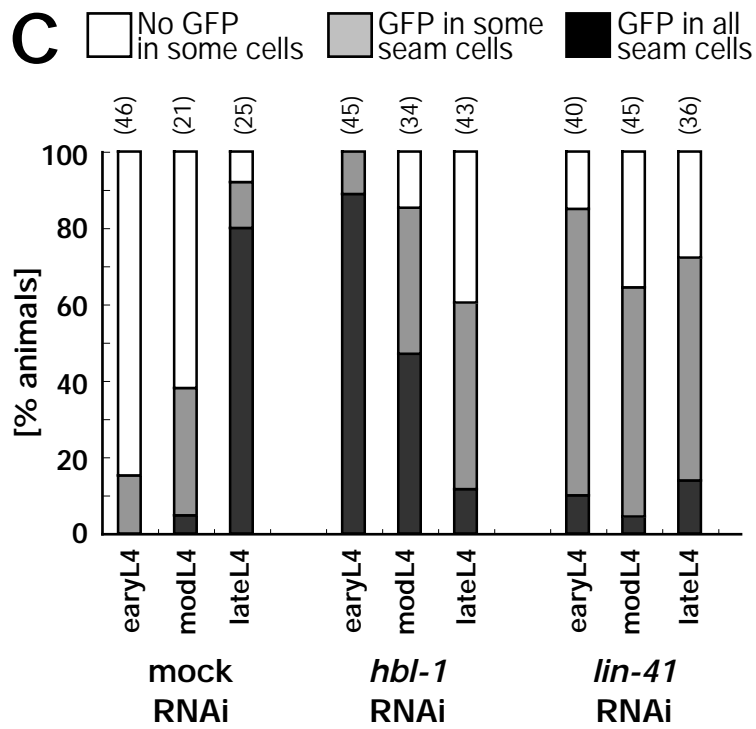 C
No GFP
in some cells
GFP in some
seam cells
GFP in all
seam cells
(46) (21) (25) (45) (34) (43) (40) (45) (36)
100
80
60
40
20
0
[% animals]
earyL4 modL4 lateL4 earyL4 modL4 lateL4 earyL4 modL4 lateL4
mock hbl-1 lin-41
RNAi RNAi RNAi